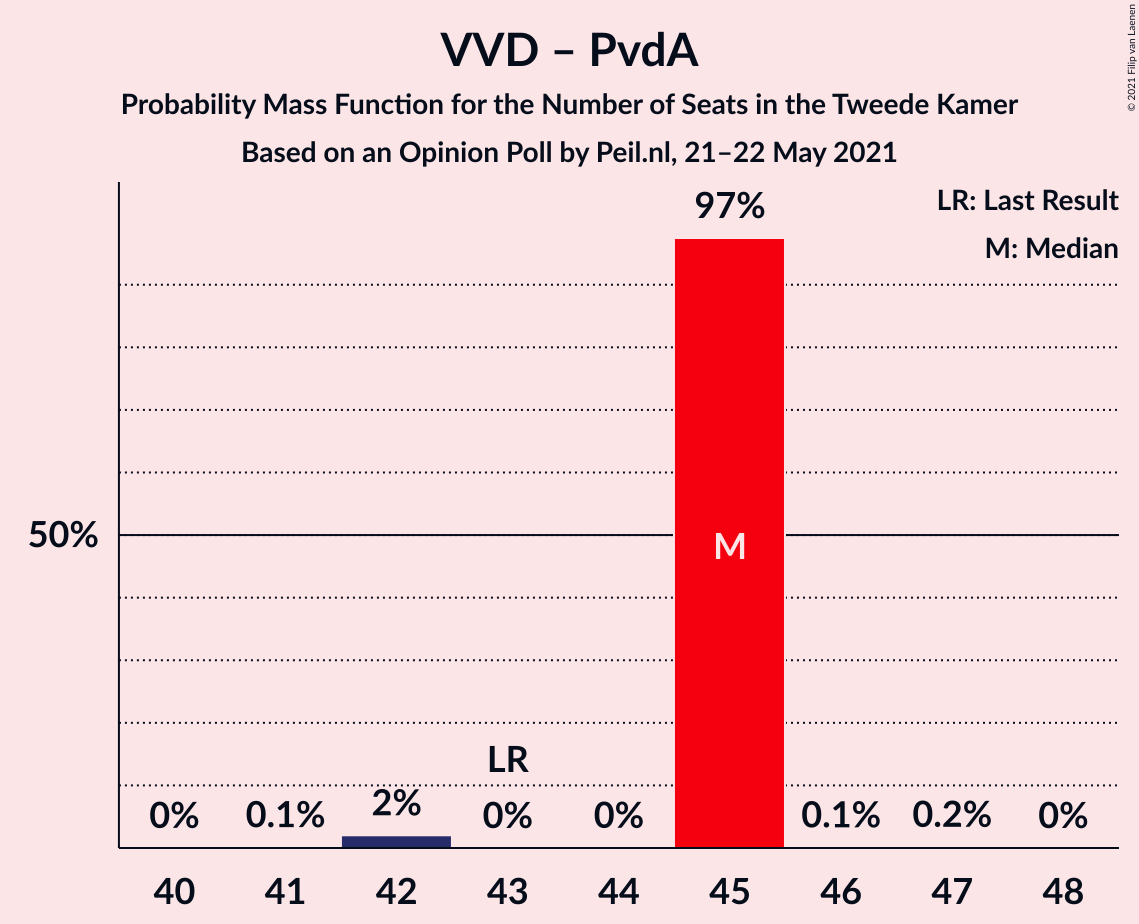 VVD – PvdA
Probability Mass Function for the Number of Seats in the Tweede Kamer
Based on an Opinion Poll by Peil.nl, 21–22 May 2021
© 2021 Filip van Laenen
LR: Last Result
M: Median
97%
50%
M
LR
0% 0.1% 2% 0% 0% 0.1% 0.2% 0%
40 41 42 43 44 45 46 47 48